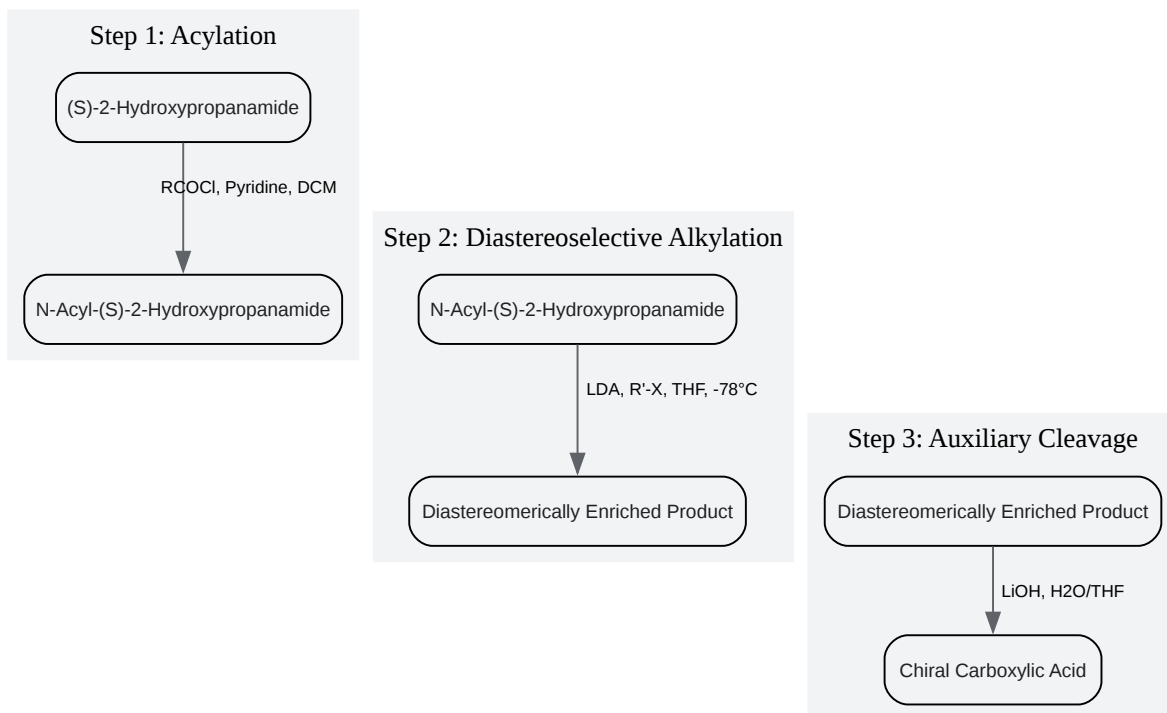 Step 1: Acylation
(S)-2-Hydroxypropanamide
RCOCl, Pyridine, DCM
N-Acyl-(S)-2-Hydroxypropanamide
Step 2: Diastereoselective Alkylation
N-Acyl-(S)-2-Hydroxypropanamide
LDA, R'-X, THF, -78°C
Diastereomerically Enriched Product
Step 3: Auxiliary Cleavage
Diastereomerically Enriched Product
LiOH, H2O/THF
Chiral Carboxylic Acid